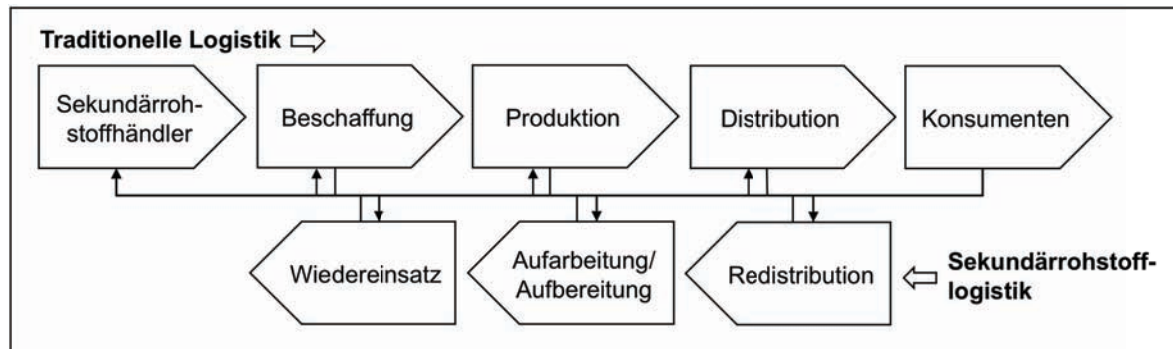 Traditionelle Logistik
Sekundärroh-
stoffhändler
Beschaffung
Produktion
Distribution
Konsumenten
Wiedereinsatz
Aufarbeitung/
Aufbereitung
Redistribution
Sekundärrohstoff-
logistik